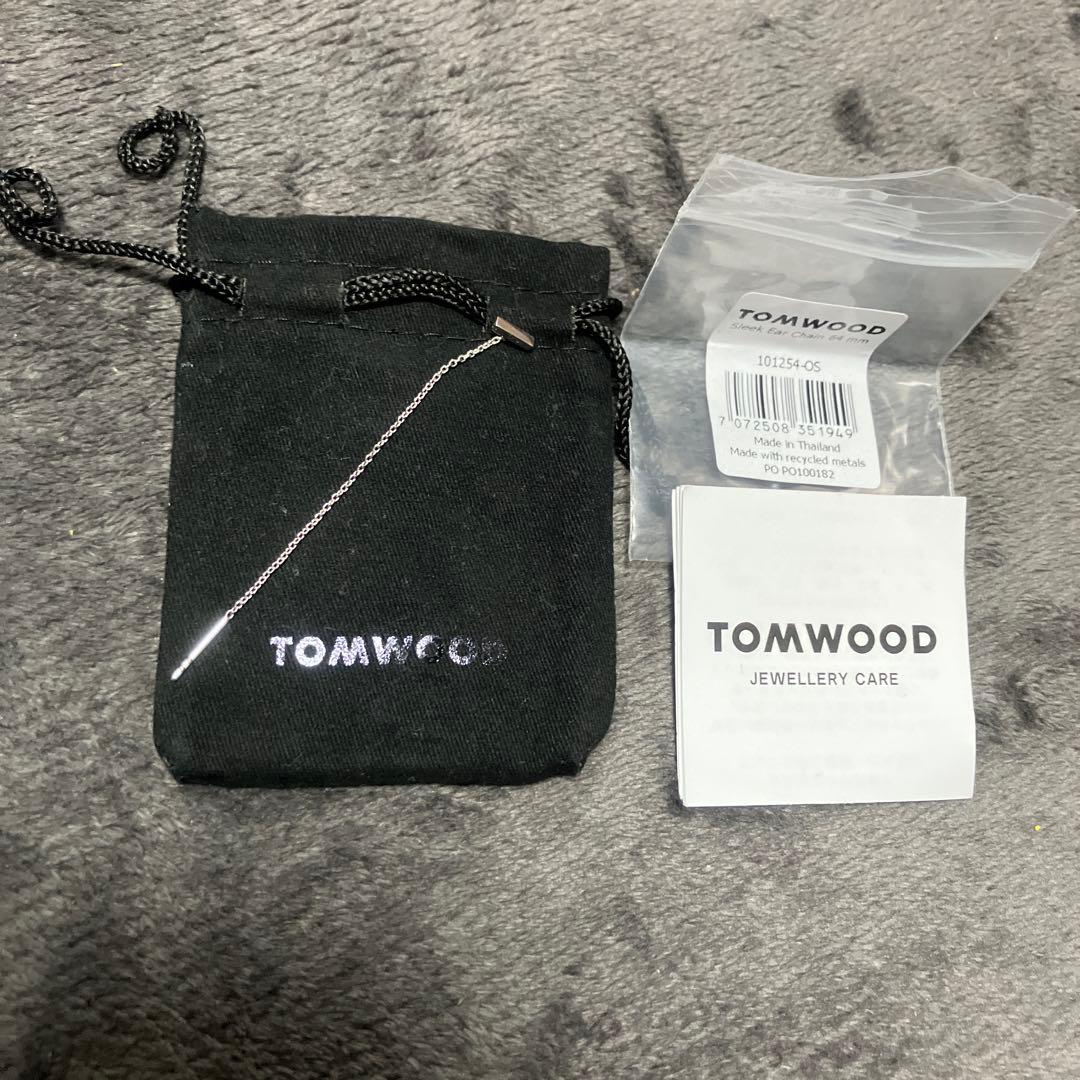 TOMWOOD
TOMWOOD
Sleek Ear Chain 64 mm
101254-OS
7 072508 351949
Made in Thailand
Made with recycled metals
PO PO100182
TOMWOOD
JEWELLERY CARE